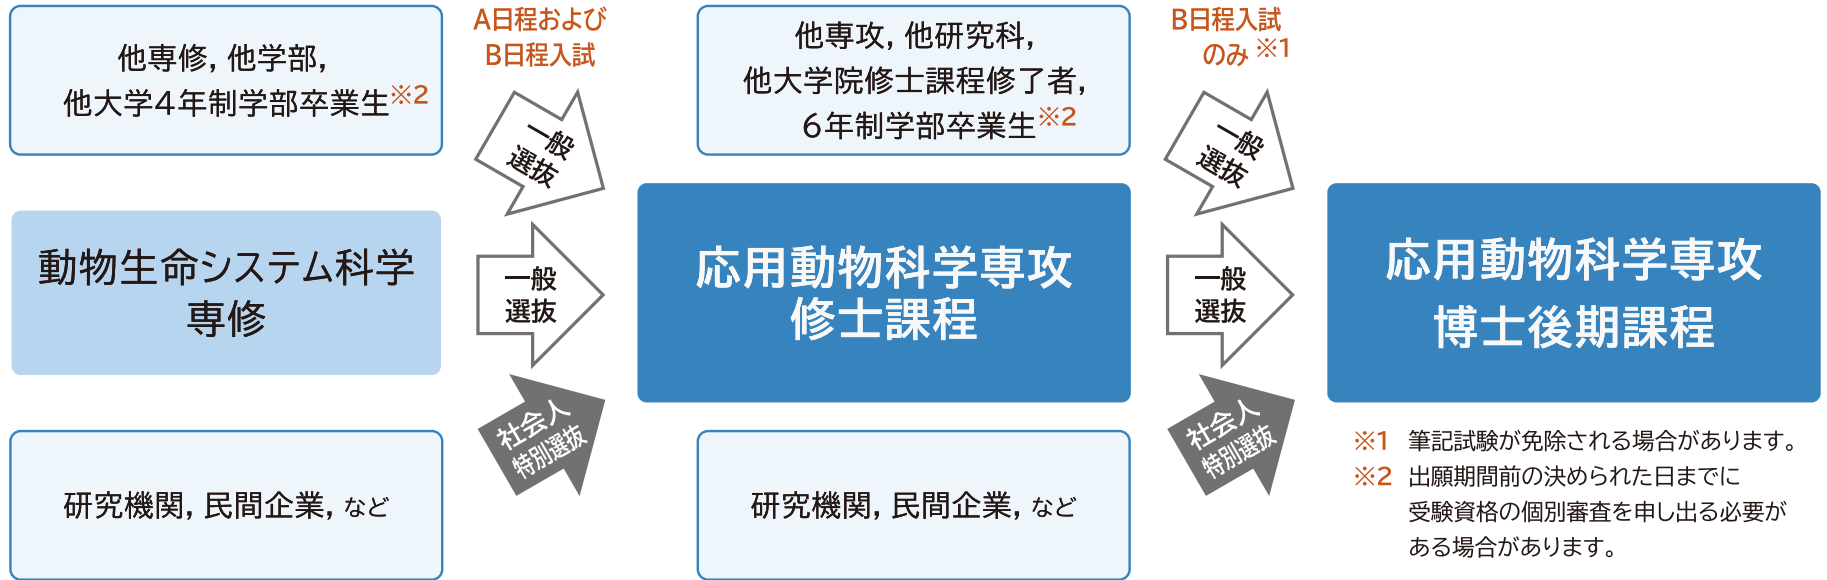 他専修, 他学部,
他大学4年制学部卒業生※2
動物生命システム科学
専修
研究機関, 民間企業, など
A日程および
B日程入試
一般
選抜
一般
選抜
社会人
特別選抜
他専攻, 他研究科,
他大学院修士課程修了者,
6年制学部卒業生※2
応用動物科学専攻
修士課程
研究機関, 民間企業, など
B日程入試
のみ※1
一般
選抜
一般
選抜
社会人
特別選抜
応用動物科学専攻
博士後期課程
※1 筆記試験が免除される場合があります。
※2 出願期間前の決められた日までに
受験資格の個別審査を申し出る必要が
ある場合があります。